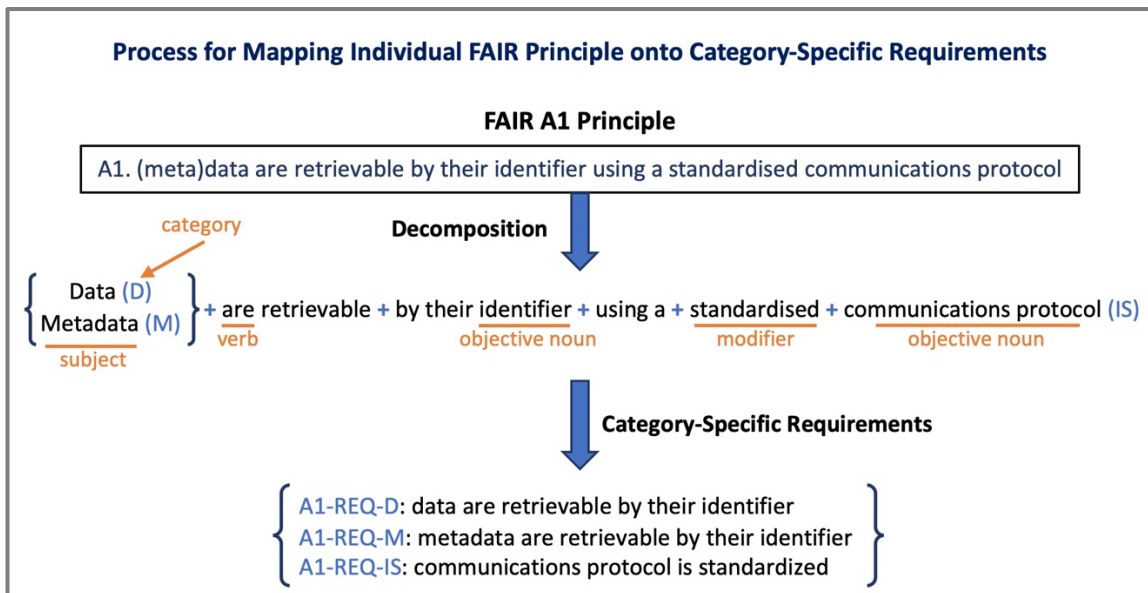 Process for Mapping Individual FAIR Principle onto Category-Specific Requirements
FAIR A1 Principle
A1. (meta)data are retrievable by their identifier using a standardised communications protocol
category
Decomposition
Data (D)
Metadata (M)
+ are retrievable + by their identifier + using a + standardised + communications protocol (IS)
subject
verb
objective noun
modifier
objective noun
Category-Specific Requirements
A1-REQ-D: data are retrievable by their identifier
A1-REQ-M: metadata are retrievable by their identifier
A1-REQ-IS: communications protocol is standardized